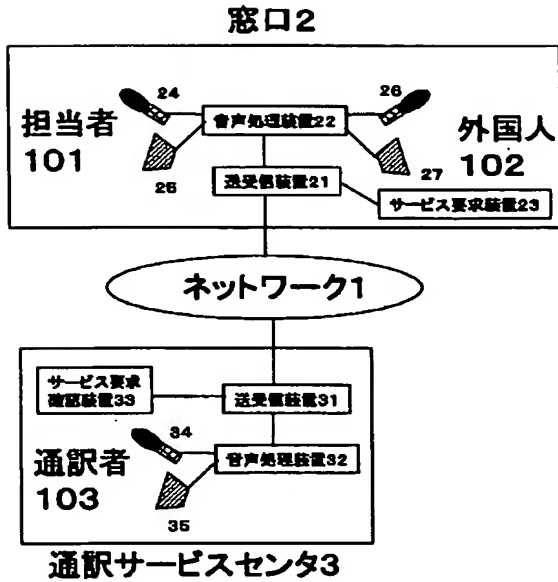 窓口2
24
26
担当者
101
音声処理装置22
外国人
102
25
27
送受信装置21
サービス要求装置23
ネットワーク1
サービス要求
確認装置33
送受信装置31
34
通訳者
103
音声処理装置32
35
通訳サービスセンタ3